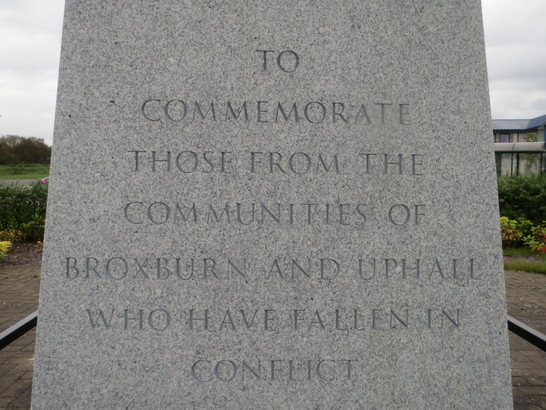 TO
COMMEMORATE
THOSE FROM THE
COMMUNITIES OF
BROXBURN AND UPHALL
WHO HAVE FALLEN IN
CONFLICT